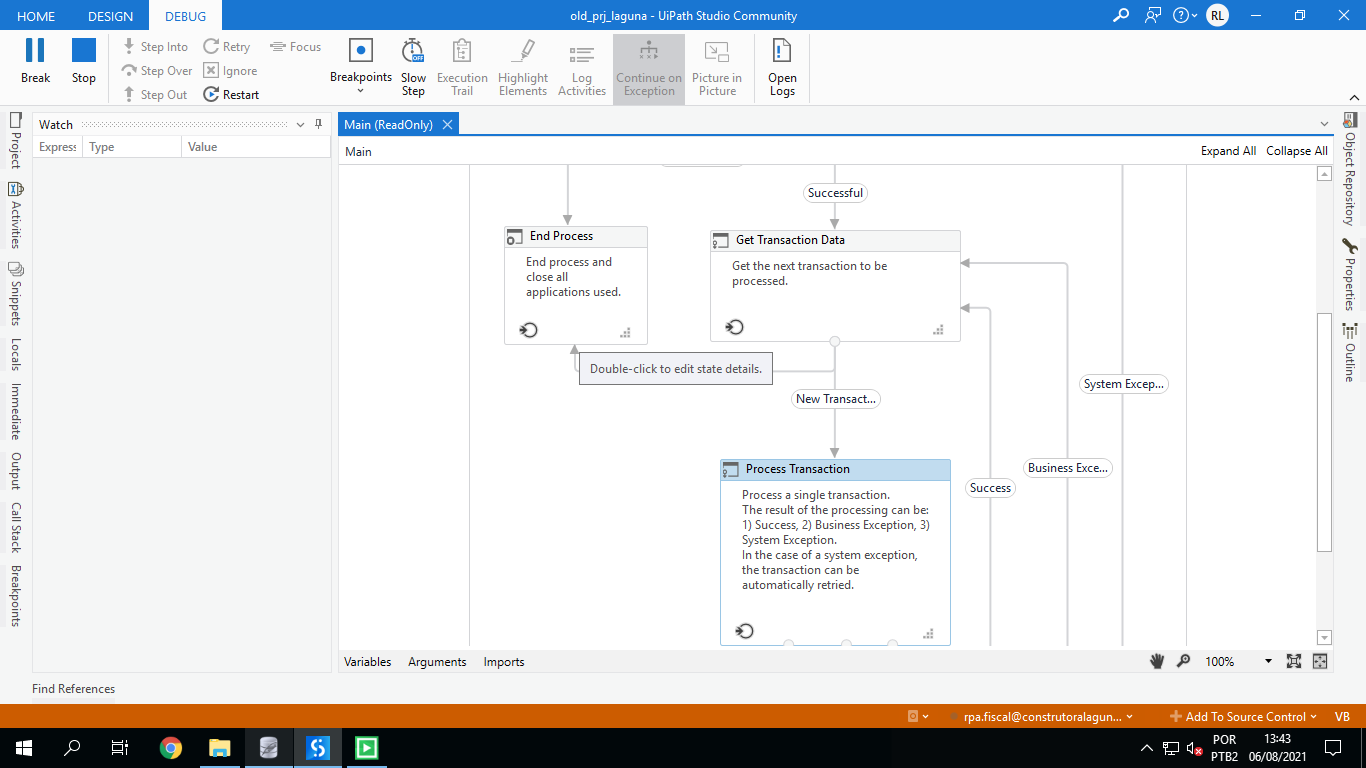 HOME DESIGN DEBUG
old_prj_laguna - UiPath Studio Community
RL
Break
Stop
Step Into
Step Over
Step Out
Retry
Ignore
Restart
Focus
Breakpoints
Slow
Step
OFF
Execution
Trail
Highlight
Elements
Log
Activities
Continue on
Exception
Picture in
Picture
Open
Logs
Project
Activities
Snippets
Locals
Immediate
Output
Call Stack
Breakpoints
Watch
Express Type Value
Main (ReadOnly)
Main
Expand All Collapse All
Successful
End Process
End process and
close all
applications used.
Get Transaction Data
Get the next transaction to be
processed.
Double-click to edit state details.
New Transact...
System Excep...
Business Exce...
Success
Process Transaction
Process a single transaction.
The result of the processing can be:
1) Success, 2) Business Exception, 3)
System Exception.
In the case of a system exception,
the transaction can be
automatically retried.
Variables Arguments Imports
100%
Object Repository
Properties
Outline
Find References
rpa.fiscal@construtoralagun...
Add To Source Control
VB
POR
PTB2
13:43
06/08/2021